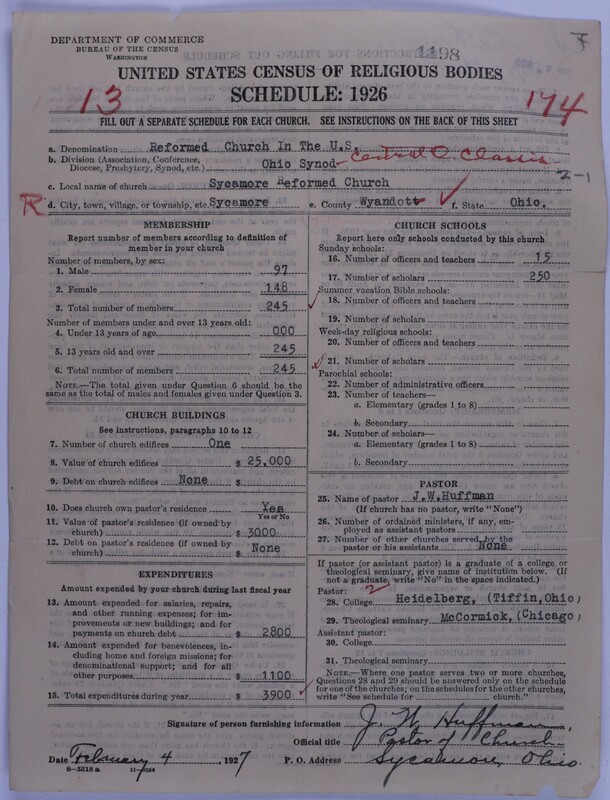 DEPARTMENT OF COMMERCE
BUREAU OF THE CENSUS
WASHINGTON
1198
UNITED STATES CENSUS OF RELIGIOUS BODIES
SCHEDULE: 1926
13
174
FILL OUT A SEPARATE SCHEDULE FOR EACH CHURCH. SEE INSTRUCTIONS ON THE BACK OF THIS SHEET
a. Denomination Reformed Church In The U.S.
b. Division (Association, Conference, Diocese, Presbytery, Synod, etc.) Ohio Synod- Central O. Classis
2-1
c. Local name of church Sycamore Reformed Church
R d. City, town, village, or township, etc. Sycamore e. County Wyandott f. State Ohio.
MEMBERSHIP
Report number of members according to definition of
member in your church
Number of members, by sex:
1. Male 97
2. Female 148
3. Total number of members 245
Number of members under and over 13 years old:
4. Under 13 years of age 000
5. 13 years old and over 245
6. Total number of members 245
NOTE.—The total given under Question 6 should be
same as the total of males and females given under Question 3.
CHURCH BUILDINGS
See instructions, paragraphs 10 to 12
7. Number of church edifices One
8. Value of church edifices $ 25,000
9. Debt on church edifices None $
10. Does church own pastor's residence Yes
Yes or No
11. Value of pastor's residence (if owned by
church) $ 3000
12. Debt on pastor's residence (if owned by
church) $ None
EXPENDITURES
Amount expended by your church during last fiscal year
13. Amount expended for salaries, repairs,
and other running expenses; for im-
provements or new buildings; and for
payments on church debt $ 2800
14. Amount expended for benevolences, in-
cluding home and foreign missions; for
denominational support; and for all
other purposes $ 1100
15. Total expenditures during year $ 3900
CHURCH SCHOOLS
Report here only schools conducted by this church
Sunday schools:
16. Number of officers and teachers 15
17. Number of scholars 250
Summer vacation Bible schools:
18. Number of officers and teachers
19. Number of scholars
Week-day religious schools:
20. Number of officers and teachers
21. Number of scholars
Parochial schools:
22. Number of administrative officers
23. Number of teachers—
a. Elementary (grades 1 to 8)
b. Secondary
24. Number of scholars—
a. Elementary (grades 1 to 8)
b. Secondary
PASTOR
25. Name of pastor J.W.Huffman
(If church has no pastor, write "None")
26. Number of ordained ministers, if any, em-
ployed as assistant pastors
27. Number of other churches served by the
pastor or his assistants None
If pastor (or assistant pastor) is a graduate of a college or
theological seminary, give name of institution below. (If
not a graduate, write "No" in the space indicated.)
Pastor: 2
28. College Heidelberg, (Tiffin,Ohio)
29. Theological seminary McCormick,(Chicago)
Assistant pastor:
30. College
31. Theological seminary
NOTE.—Where one pastor serves two or more churches,
Questions 28 and 29 should be answered only on the schedule
for one of the churches; on the schedules for the other churches,
write "See schedule for church."
Signature of person furnishing information J. W. Huffman,
Official title Pastor of Church
Date February 4, 1927 P. O. Address Sycamore, Ohio.
8-5518 a